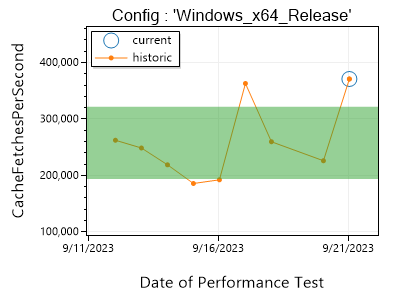 Config : 'Windows_x64_Release'
current
historic
400,000
300,000
200,000
100,000
CacheFetchesPerSecond
9/11/2023 9/16/2023 9/21/2023
Date of Performance Test